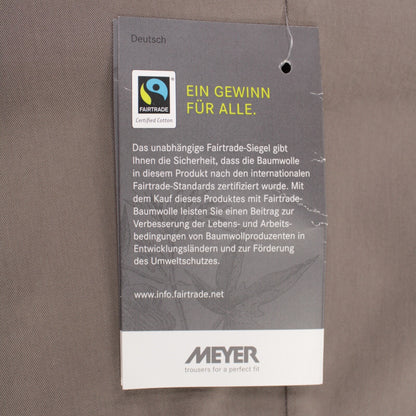 Deutsch
FAIRTRADE
Certified Cotton
EIN GEWINN
FÜR ALLE.
Das unabhängige Fairtrade-Siegel gibt
Ihnen die Sicherheit, dass die Baumwolle
in diesem Produkt nach den internationalen
Fairtrade-Standards zertifiziert wurde. Mit
dem Kauf dieses Produktes mit Fairtrade-
Baumwolle leisten Sie einen Beitrag zur
Verbesserung der Lebens- und Arbeits-
bedingungen von Baumwollproduzenten in
Entwicklungsländern und zur Förderung
des Umweltschutzes.
www.info.fairtrade.net
MEYER
trousers for a perfect fit